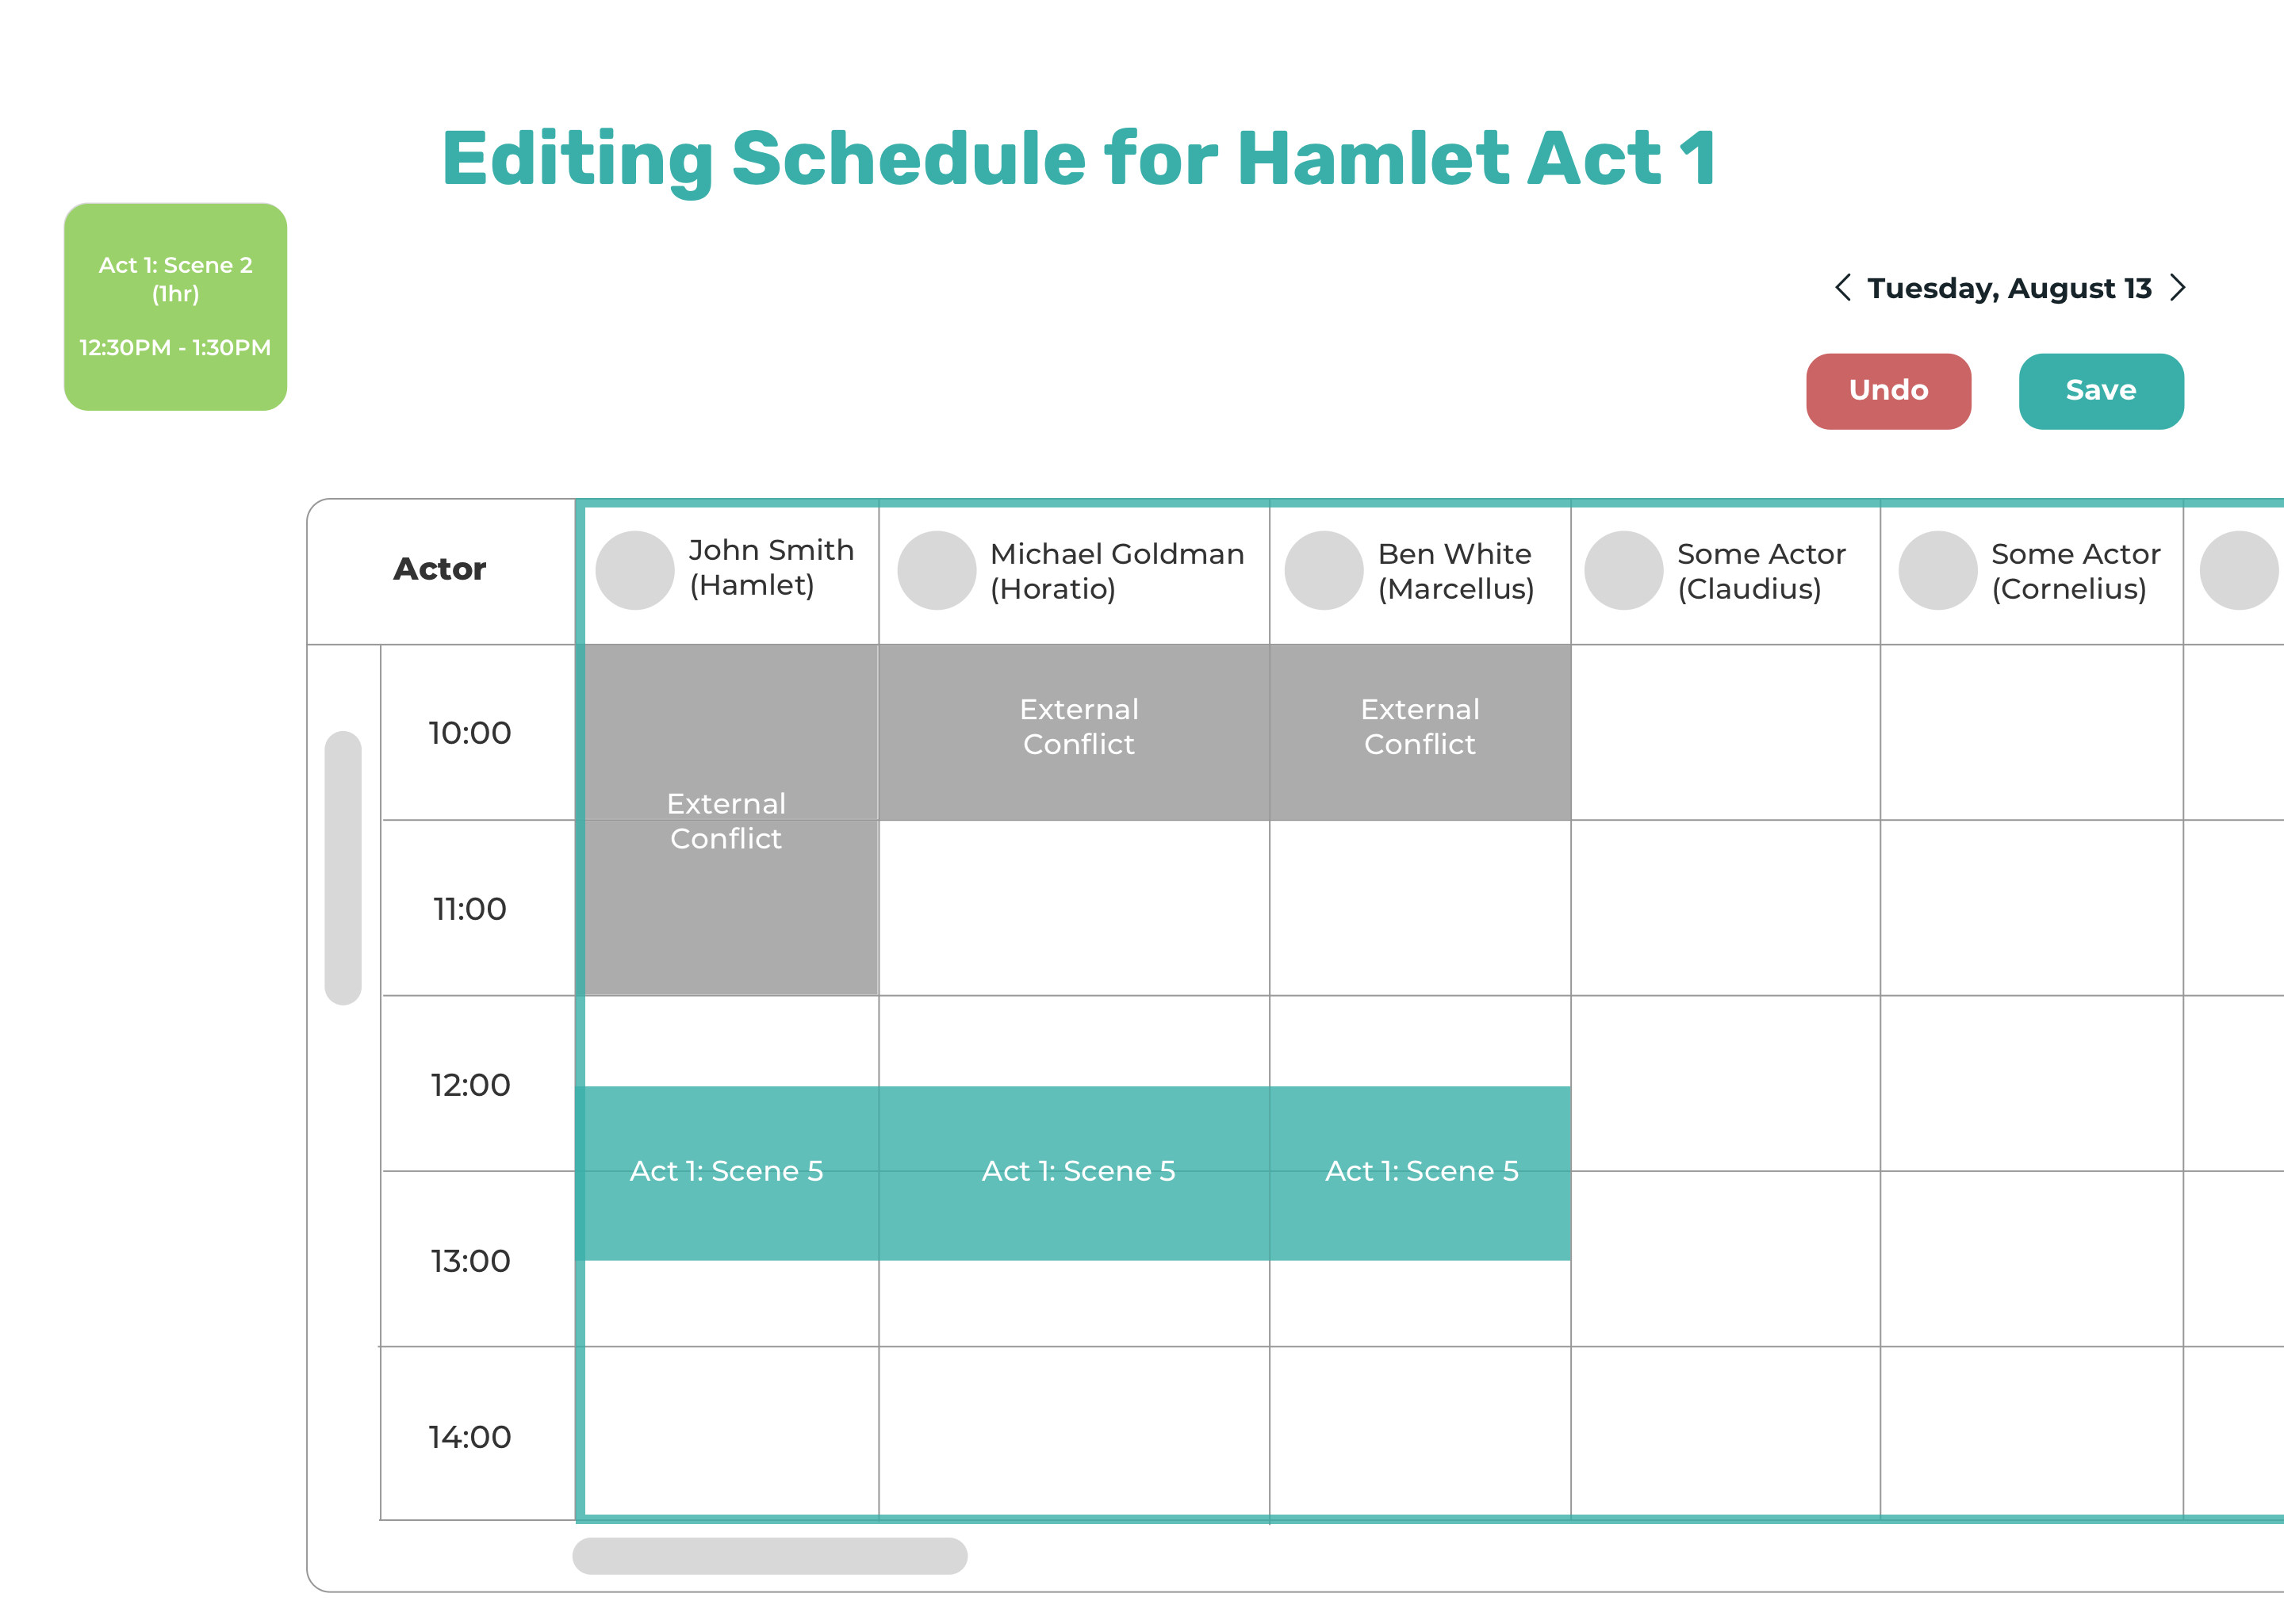 Editing Schedule for Hamlet Act 1
Act 1: Scene 2
(1hr)
12:30PM - 1:30PM
Tuesday, August 13
Undo
Save
Actor
John Smith
(Hamlet)
Michael Goldman
(Horatio)
Ben White
(Marcellus)
Some Actor
(Claudius)
Some Actor
(Cornelius)
10:00
External
Conflict
External
Conflict
External
Conflict
11:00
12:00
Act 1: Scene 5
Act 1: Scene 5
Act 1: Scene 5
13:00
14:00